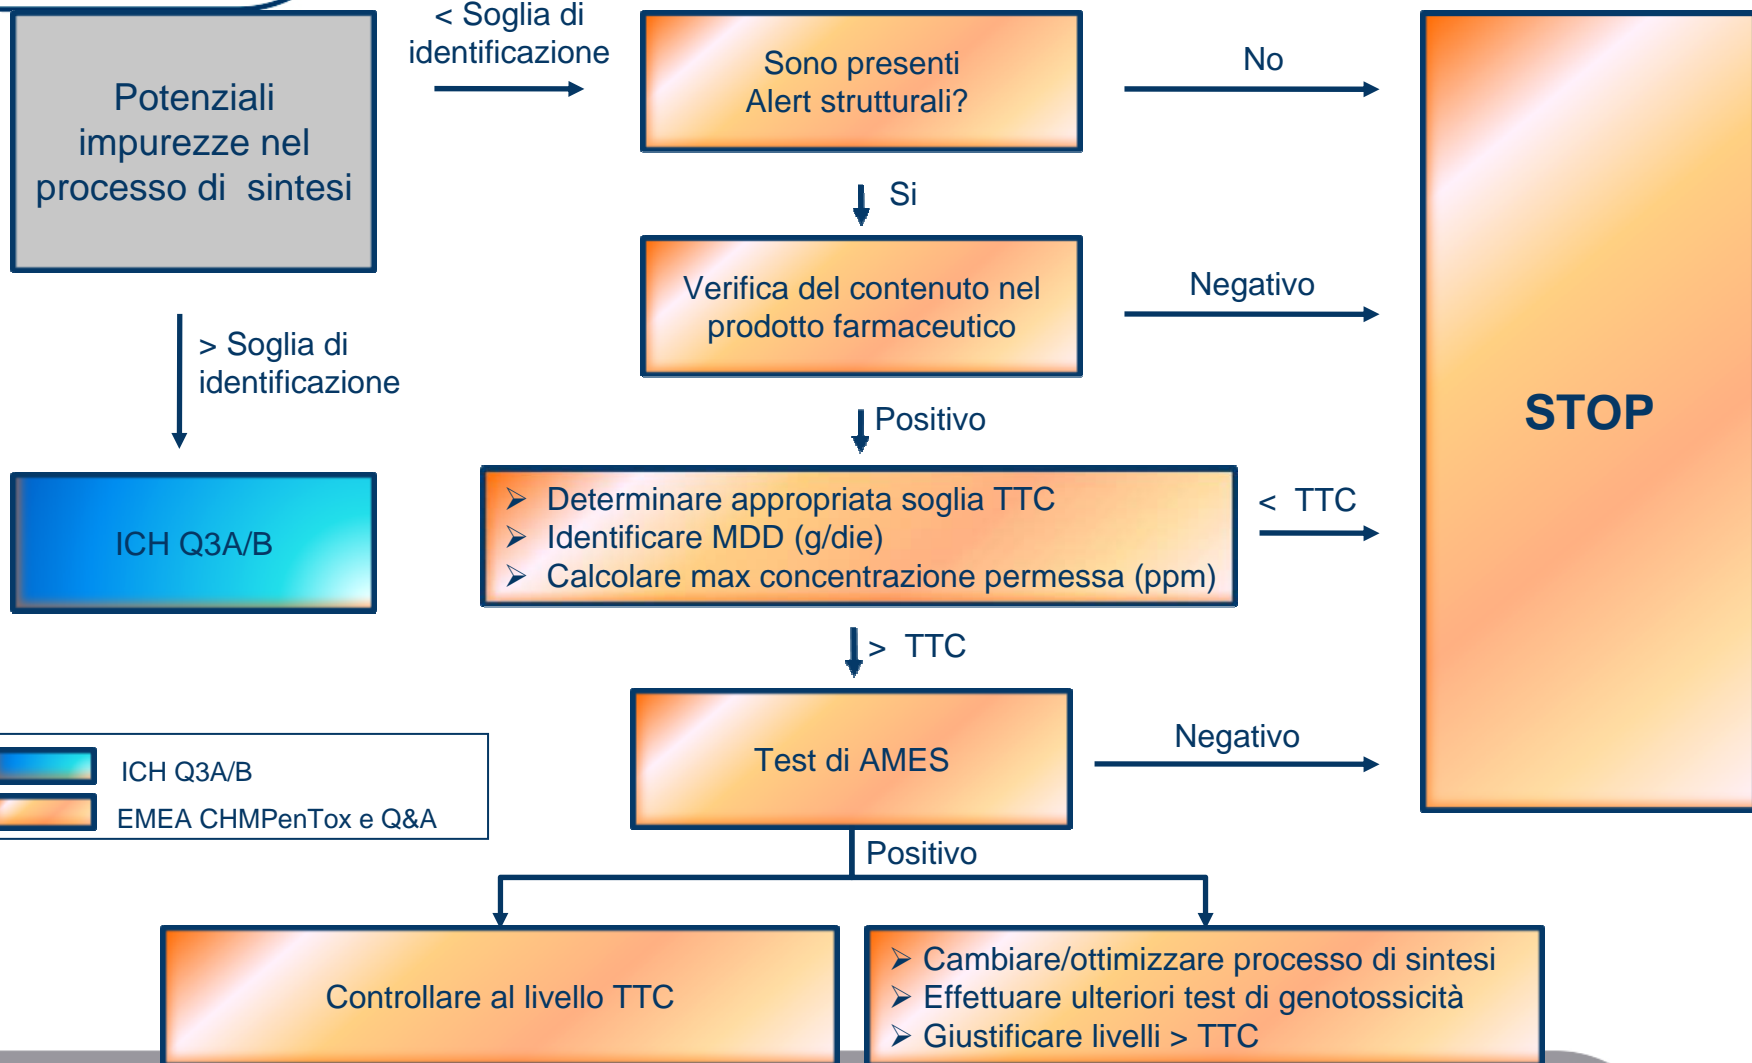 Potenziali
impurezze nel
processo di sintesi
< Soglia di
identificazione
Sono presenti
Alert strutturali?
No
Si
Verifica del contenuto nel
prodotto farmaceutico
Negativo
> Soglia di
identificazione
STOP
Positivo
ICH Q3A/B
➢ Determinare appropriata soglia TTC
➢ Identificare MDD (g/die)
➢ Calcolare max concentrazione permessa (ppm)
< TTC
> TTC
Test di AMES
Negativo
ICH Q3A/B
EMEA CHMPenTox e Q&A
Positivo
Controllare al livello TTC
➢ Cambiare/ottimizzare processo di sintesi
➢ Effettuare ulteriori test di genotossicità
➢ Giustificare livelli > TTC